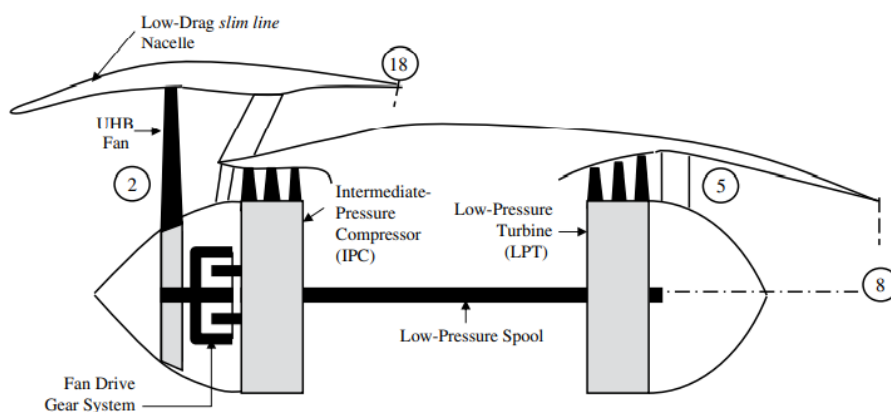 Low-Drag slim line
Nacelle
18
UHB
Fan
2
Intermediate-
Pressure
Compressor
(IPC)
Low-Pressure
Turbine
(LPT)
5
8
Low-Pressure Spool
Fan Drive
Gear System